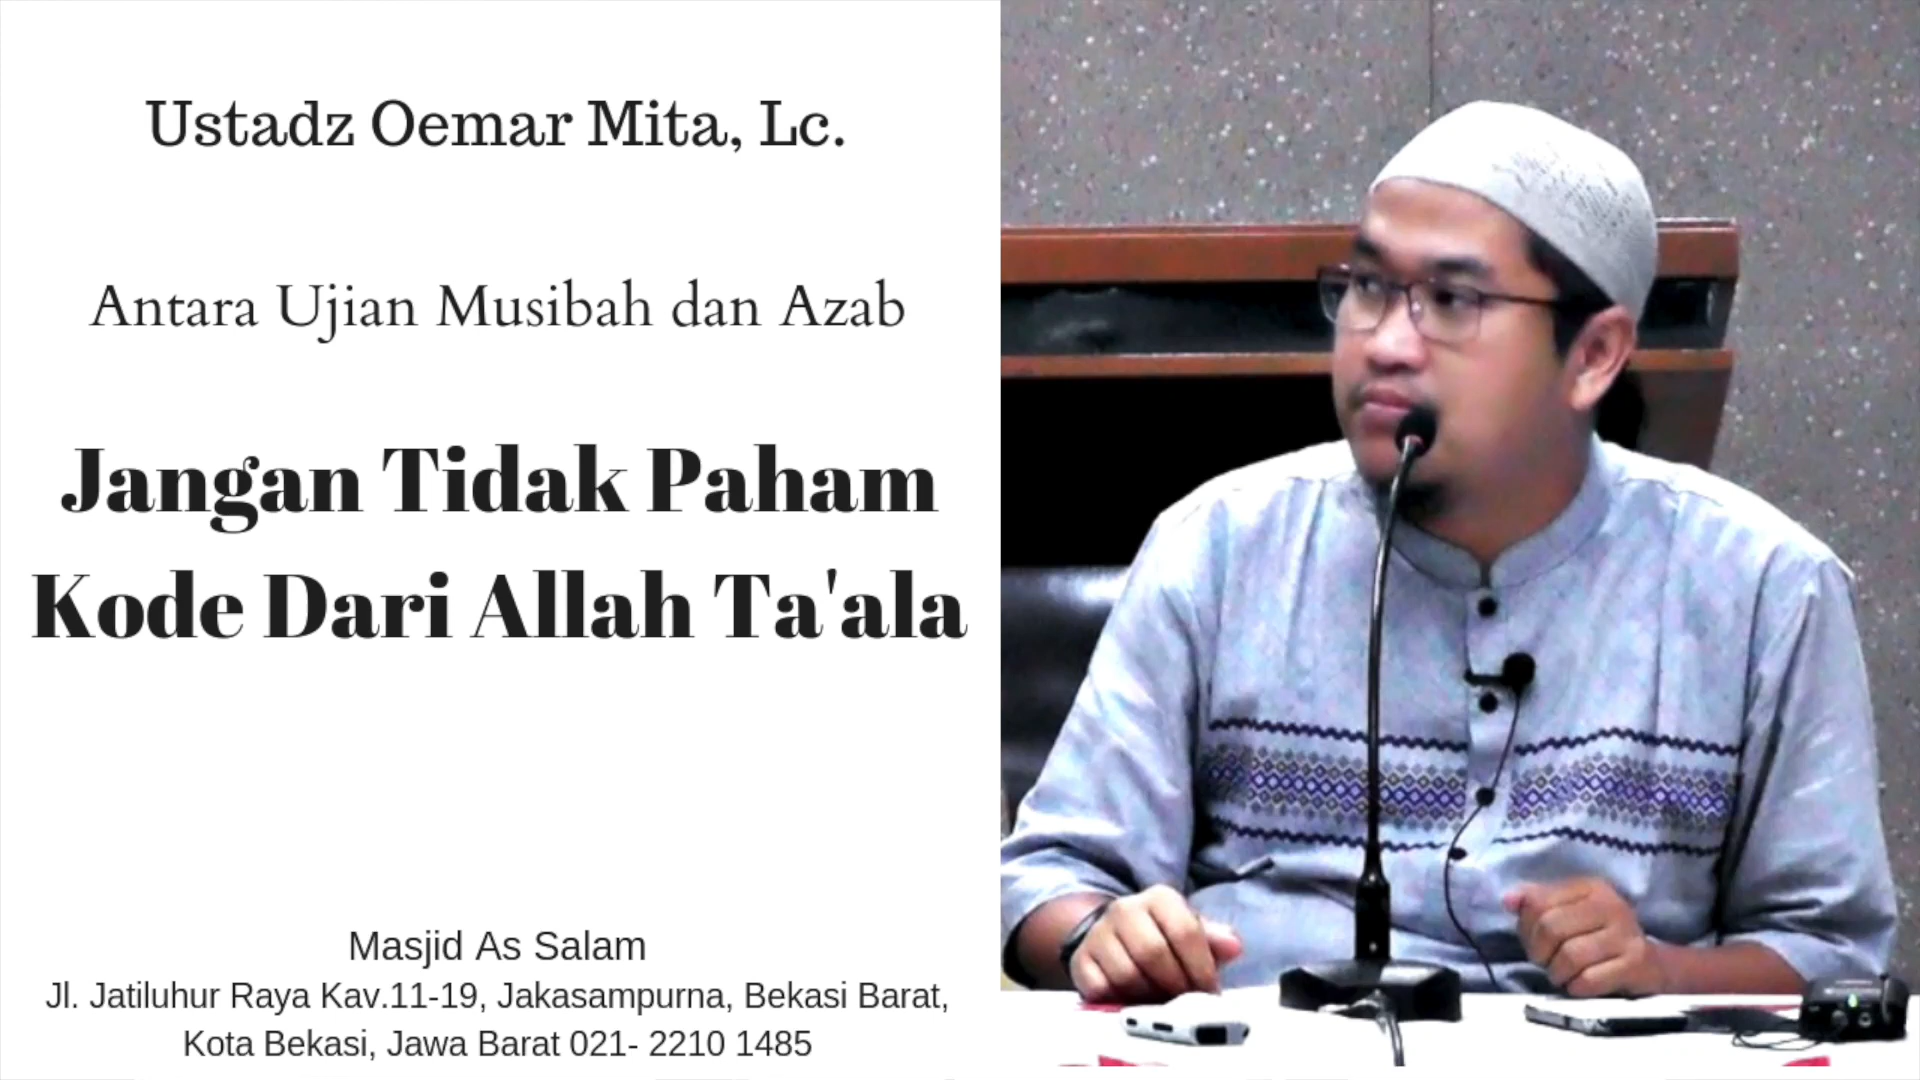 Ustadz Oemar Mita, Lc.
Antara Ujian Musibah dan Azab
Jangan Tidak Paham
Kode Dari Allah Ta'ala
Masjid As Salam
Jl. Jatiluhur Raya Kav.11-19, Jakasampurna, Bekasi Barat,
Kota Bekasi, Jawa Barat 021- 2210 1485